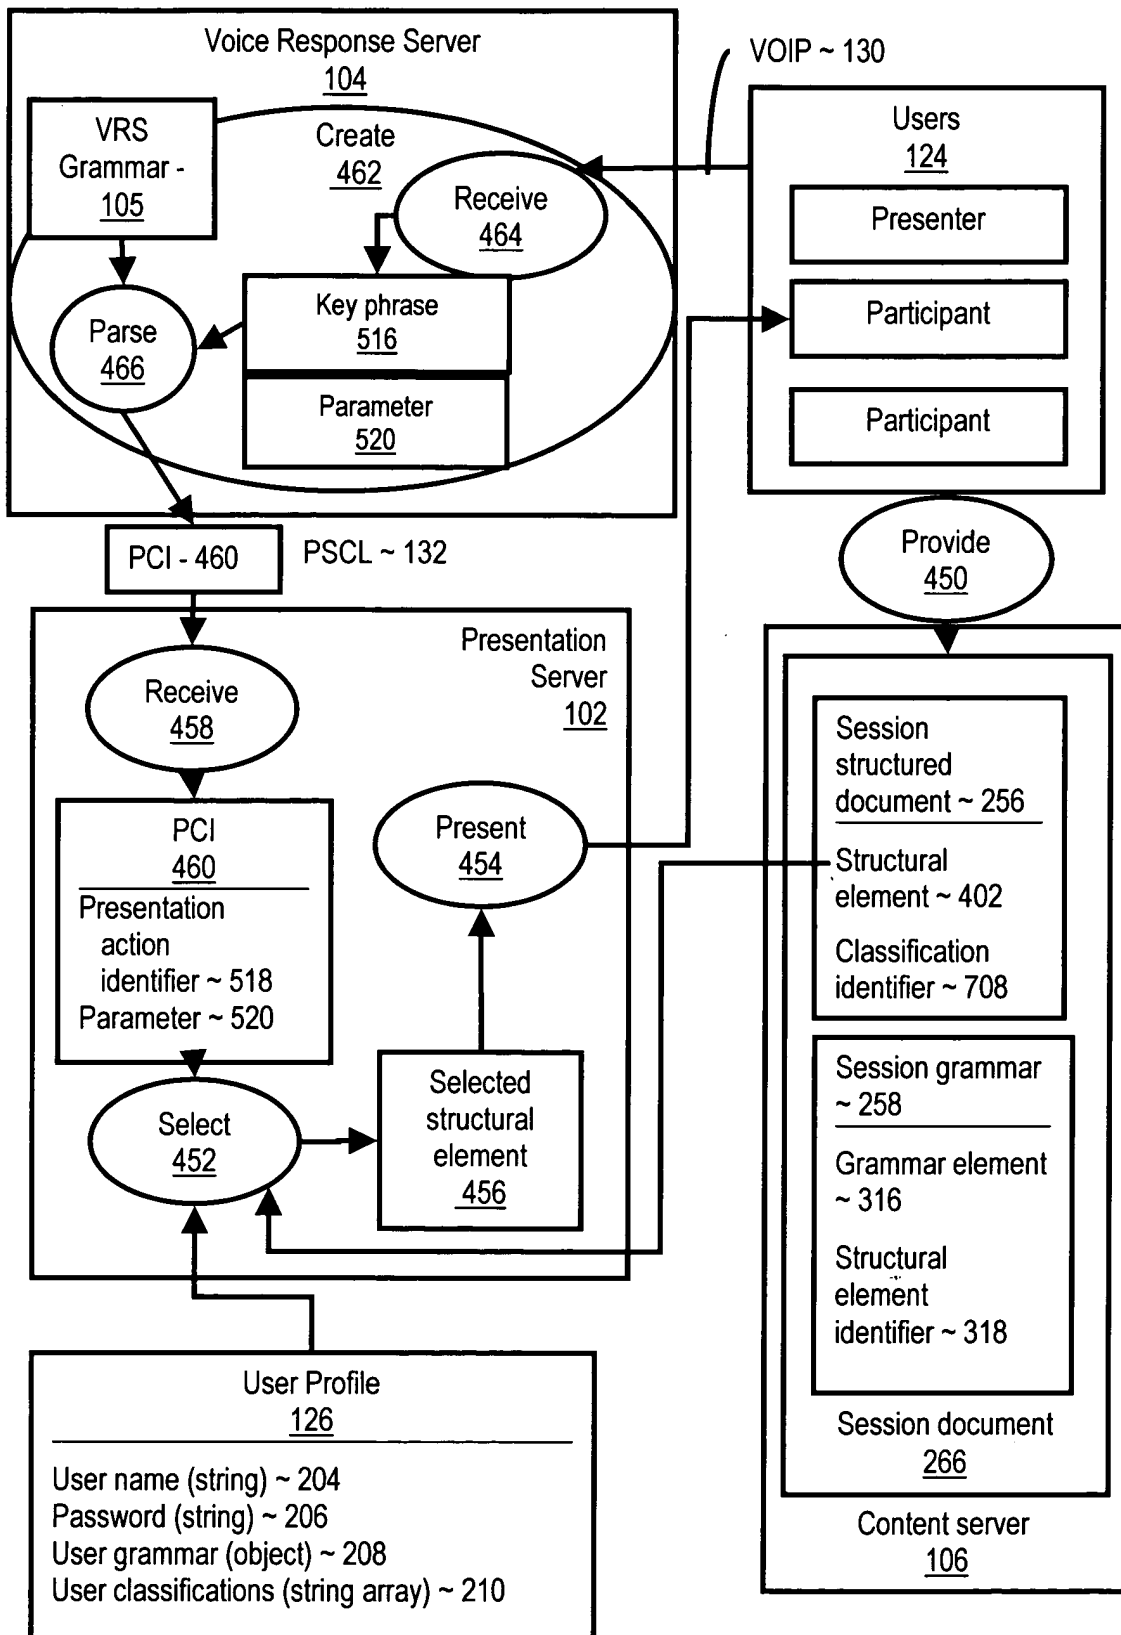 Voice Response Server
104
VRS
Grammar -
105
Create
462
Receive
464
Key phrase
516
Parse
466
Parameter
520
VOIP ~ 130
Users
124
Presenter
Participant
Participant
PCI - 460
PSCL ~ 132
Provide
450
Presentation
Server
102
Receive
458
PCI
460
Presentation
action
identifier ~ 518
Parameter ~ 520
Present
454
Select
452
Selected
structural
element
456
Session
structured
document ~ 256
Structural
element ~ 402
Classification
identifier ~ 708
Session grammar
~ 258
Grammar element
~ 316
Structural
element
identifier ~ 318
Session document
266
Content server
106
User Profile
126
User name (string) ~ 204
Password (string) ~ 206
User grammar (object) ~ 208
User classifications (string array) ~ 210